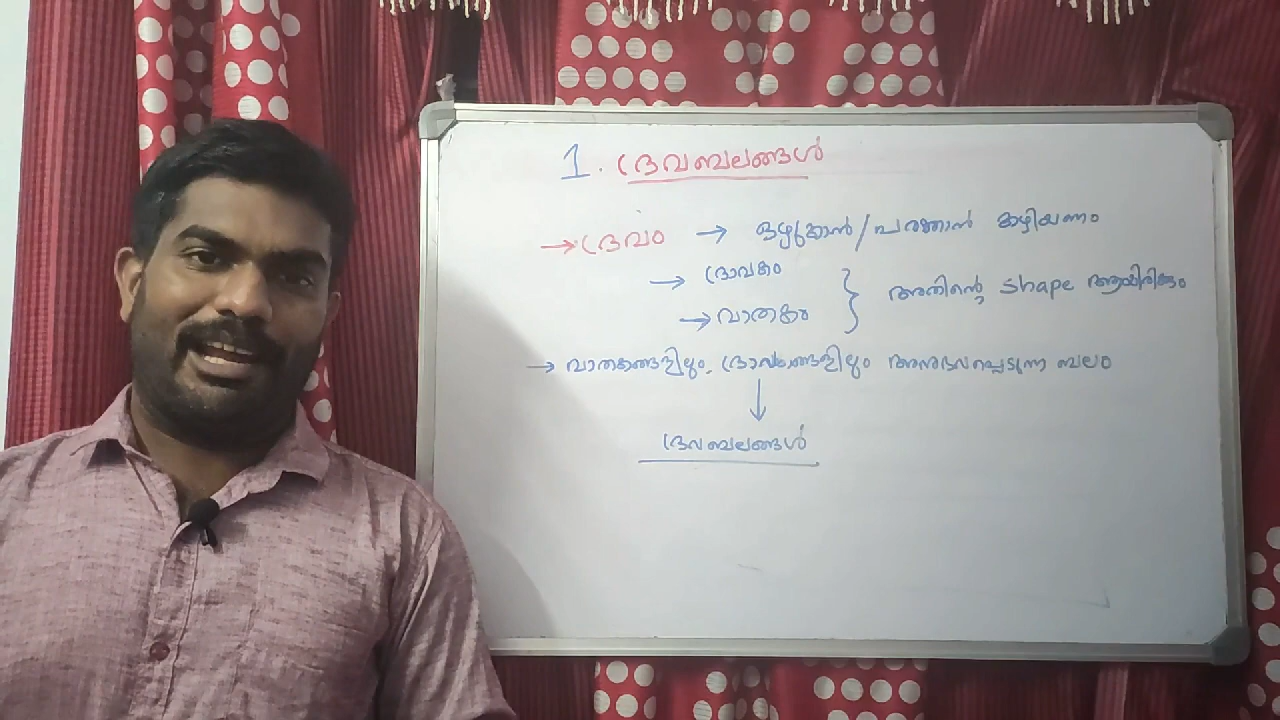 1. ദ്രവബലങ്ങൾ
→ ദ്രവം → ഒഴുകാൻ/പരത്താൻ കഴിയണം
→ ദ്രാവകം
→ വാതകം } അതിന്റെ shape ആയിരിക്കും
→ വാതകങ്ങളിലും, ദ്രാവകങ്ങളിലും അനുഭവപ്പെടുന്ന ബലം
↓
ദ്രവബലങ്ങൾ